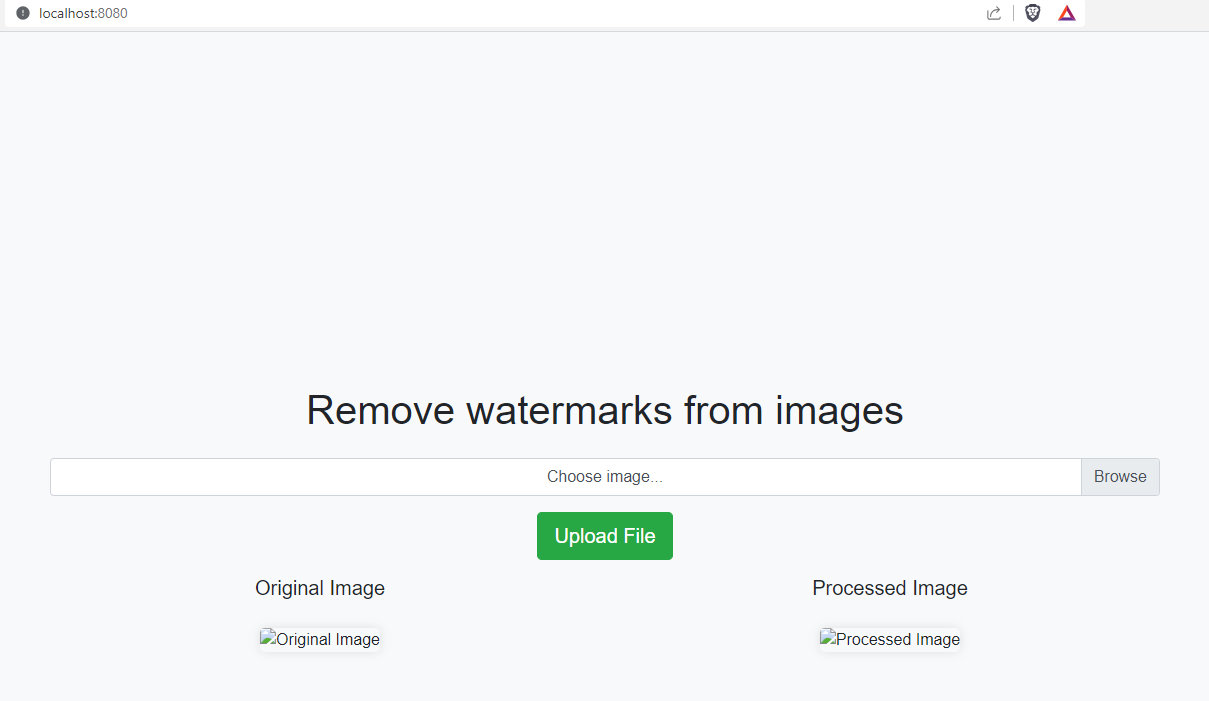 localhost:8080
Remove watermarks from images
Choose image...
Browse
Upload File
Original Image
Processed Image
Original Image
Processed Image